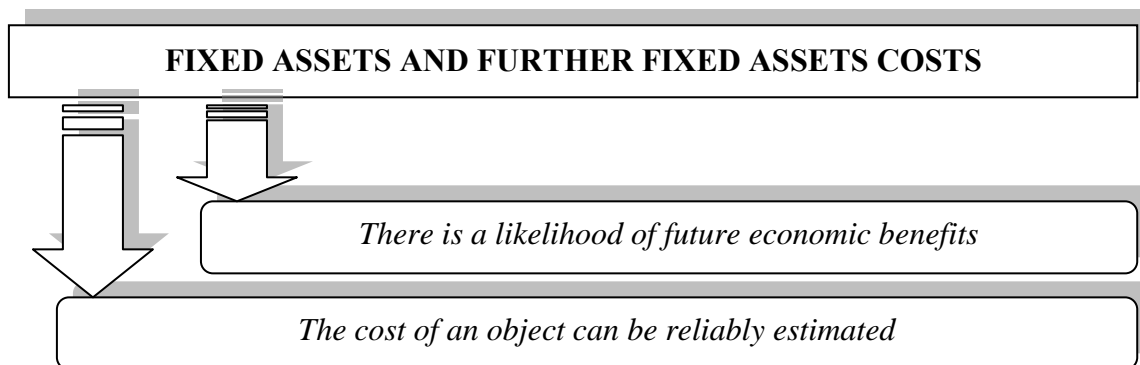 FIXED ASSETS AND FURTHER FIXED ASSETS COSTS
There is a likelihood of future economic benefits
The cost of an object can be reliably estimated